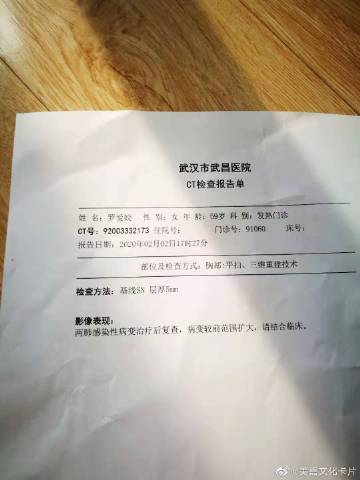 武汉市武昌医院
CT检查报告单
姓 名：罗爱姣 性 别：女 年 龄：59岁 科 别：发热门诊
CT号：92003332173 住院号： 门诊号：91060 床号：
报告日期：2020年02月02日17时27分
部位及检查方式：胸部:平扫、三维重建技术
检查方法：基线SN 层厚5mm
影像表现：
两肺感染性病变治疗后复查，病变较前范围扩大，请结合临床。
@芙嘉文化卡片